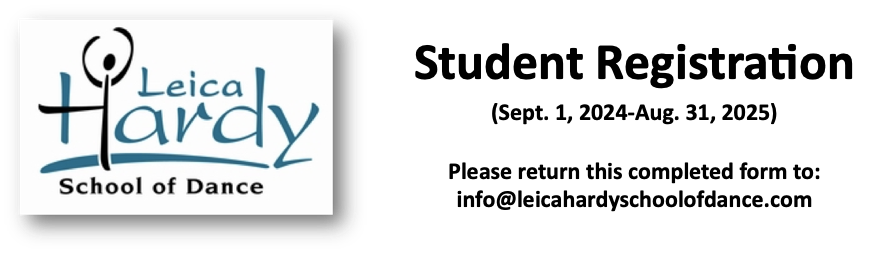 Leica
Hardy
School of Dance
Student Registration
(Sept. 1, 2024-Aug. 31, 2025)
Please return this completed form to:
info@leicahardyschoolofdance.com